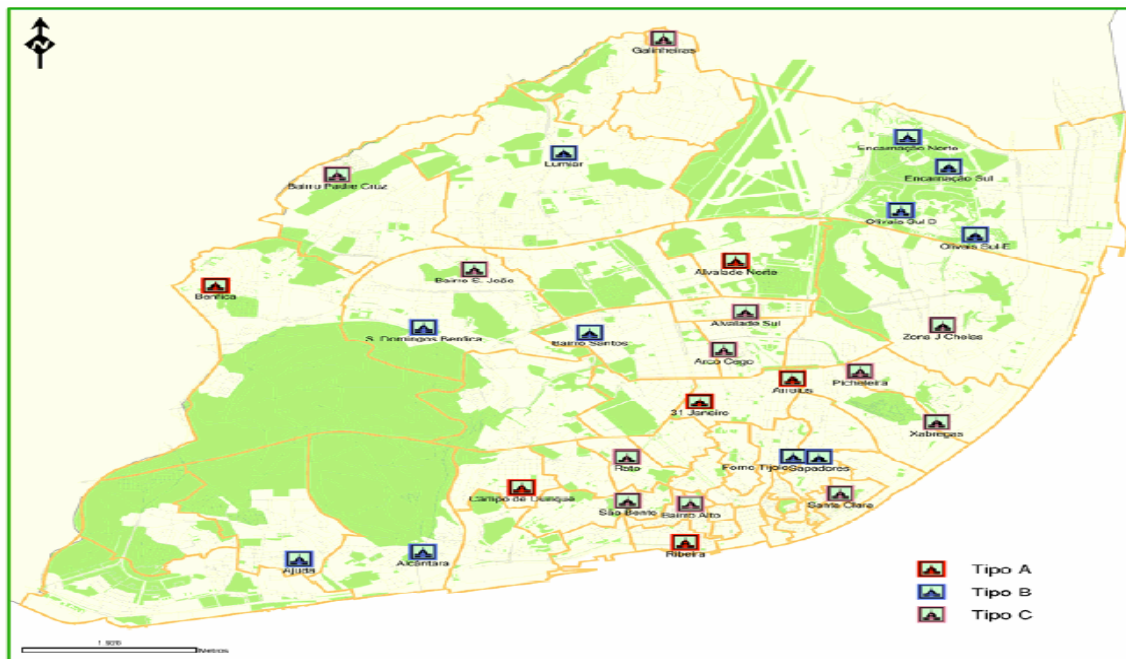 N
Galinheiras
Encarnação Norte
Lumiar
Encarnação Sul
Bairro Padre Cruz
Olivais Sul D
Olivais Sul E
Alvalade Norte
Bairro S. João
Benfica
Alvalade Sul
S. Domingos Benfica
Bairro Santos
Zona J Chelas
Arco Cego
Arroios
Picheleira
31 Janeiro
Xabregas
Rato
Forno Tijolo
Sapadores
Campo de Ourique
São Bento
Bairro Alto
Santa Clara
Ribeira
Ajuda
Alcântara
Tipo A
Tipo B
Tipo C
Metros